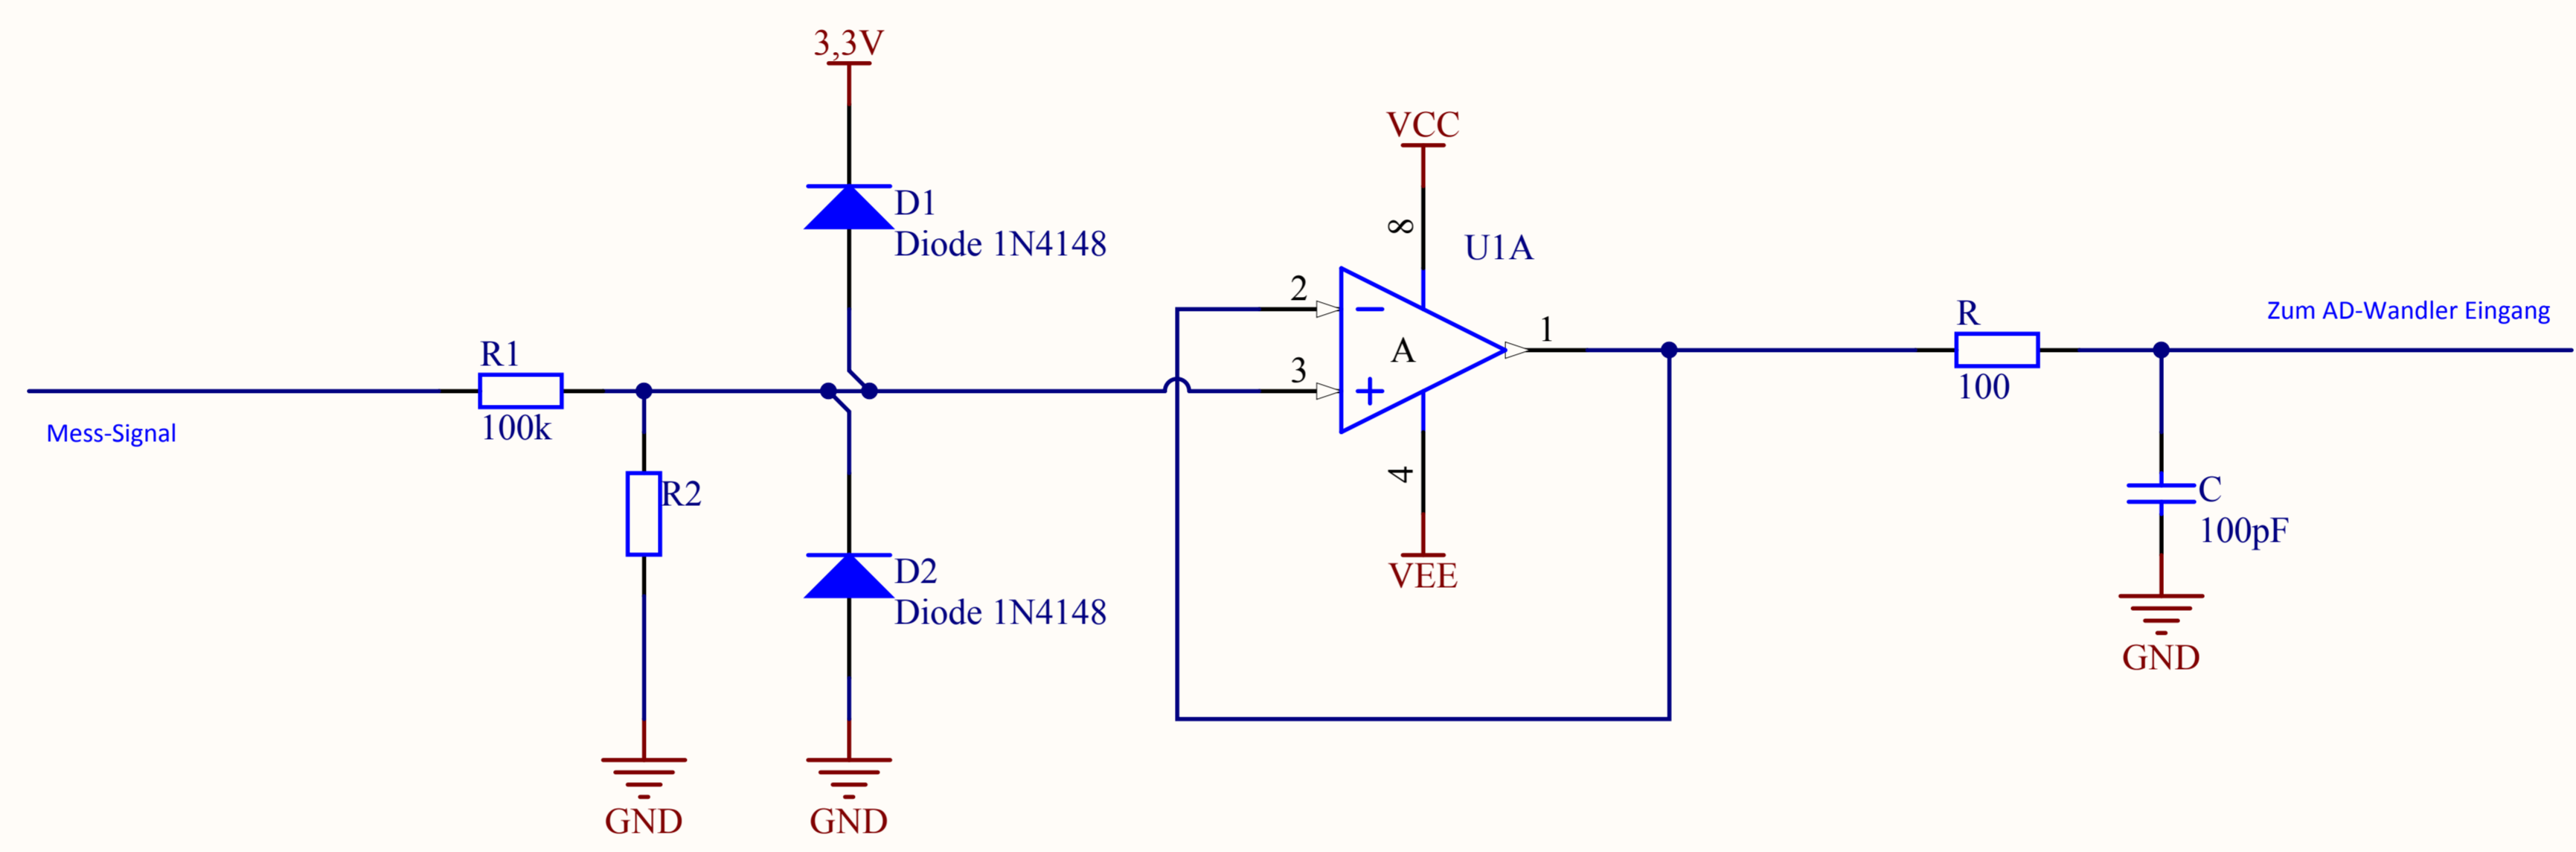 3,3V
D1
Diode 1N4148
VCC
8
U1A
2
−
A
3
+
1
4
VEE
R1
100k
Mess-Signal
R2
GND
D2
Diode 1N4148
GND
R
100
Zum AD-Wandler Eingang
C
100pF
GND